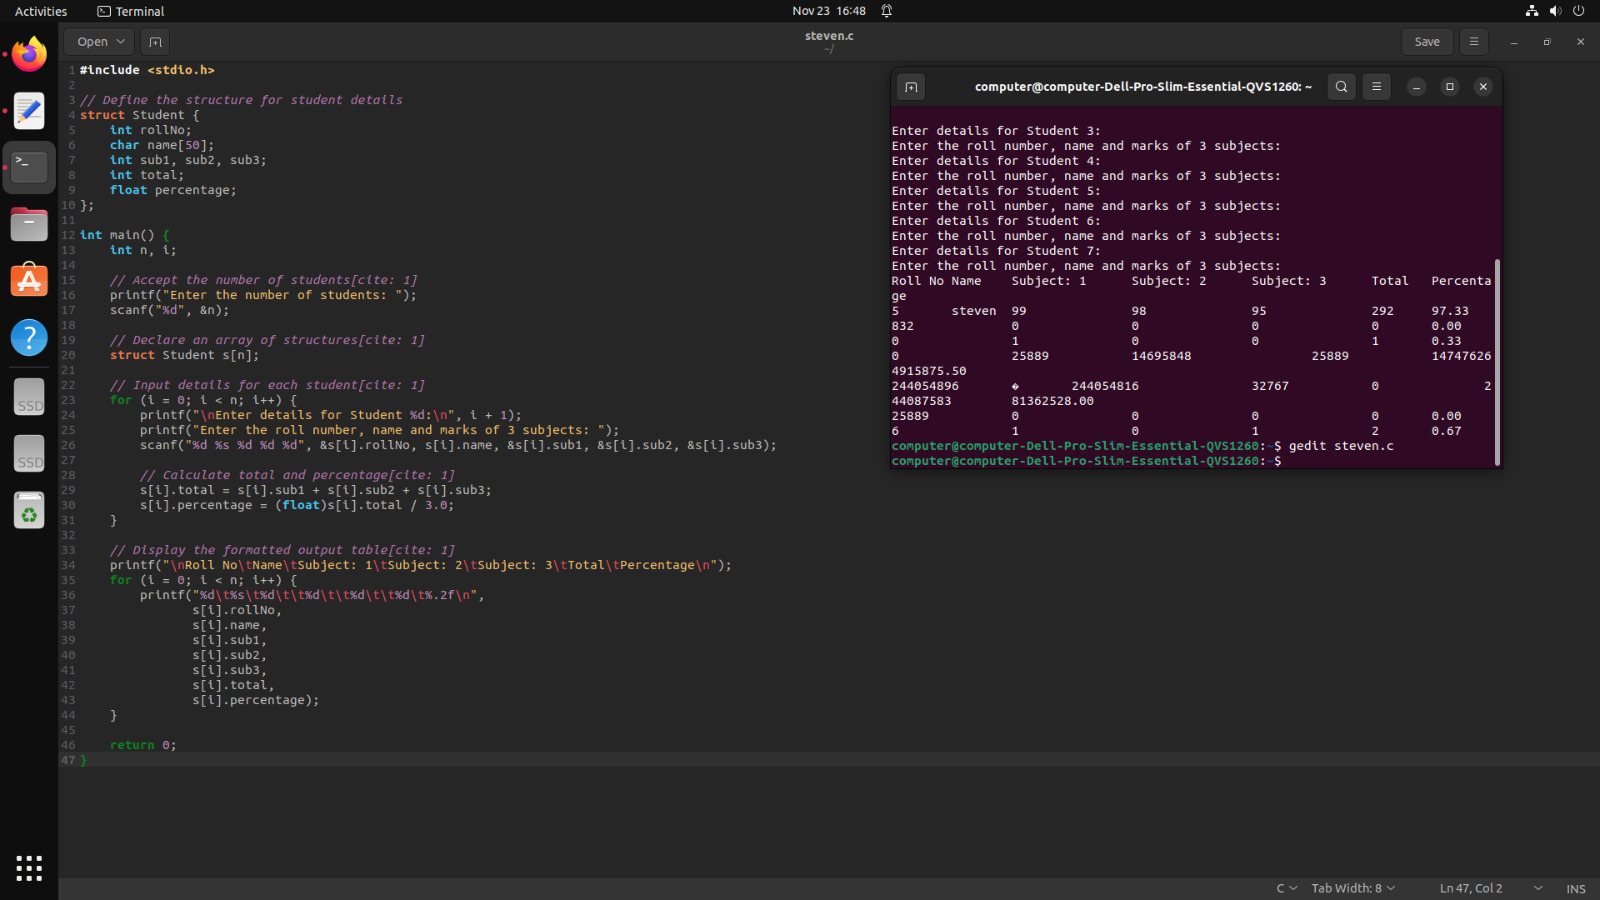 Activities Terminal Nov 23 16:48
Open steven.c Save
~/
1 #include <stdio.h>
2
3 // Define the structure for student details
4 struct Student {
5     int rollNo;
6     char name[50];
7     int sub1, sub2, sub3;
8     int total;
9     float percentage;
10 };
11
12 int main() {
13     int n, i;
14
15     // Accept the number of students[cite: 1]
16     printf("Enter the number of students: ");
17     scanf("%d", &n);
18
19     // Declare an array of structures[cite: 1]
20     struct Student s[n];
21
22     // Input details for each student[cite: 1]
23     for (i = 0; i < n; i++) {
24         printf("\nEnter details for Student %d:\n", i + 1);
25         printf("Enter the roll number, name and marks of 3 subjects: ");
26         scanf("%d %s %d %d %d", &s[i].rollNo, s[i].name, &s[i].sub1, &s[i].sub2, &s[i].sub3);
27
28         // Calculate total and percentage[cite: 1]
29         s[i].total = s[i].sub1 + s[i].sub2 + s[i].sub3;
30         s[i].percentage = (float)s[i].total / 3.0;
31     }
32
33     // Display the formatted output table[cite: 1]
34     printf("\nRoll No\tName\tSubject: 1\tSubject: 2\tSubject: 3\tTotal\tPercentage\n");
35     for (i = 0; i < n; i++) {
36         printf("%d\t%s\t%d\t\t%d\t\t%d\t\t%d\t%.2f\n",
37                s[i].rollNo,
38                s[i].name,
39                s[i].sub1,
40                s[i].sub2,
41                s[i].sub3,
42                s[i].total,
43                s[i].percentage);
44     }
45
46     return 0;
47 }
computer@computer-Dell-Pro-Slim-Essential-QVS1260: ~
Enter details for Student 3:
Enter the roll number, name and marks of 3 subjects:
Enter details for Student 4:
Enter the roll number, name and marks of 3 subjects:
Enter details for Student 5:
Enter the roll number, name and marks of 3 subjects:
Enter details for Student 6:
Enter the roll number, name and marks of 3 subjects:
Enter details for Student 7:
Enter the roll number, name and marks of 3 subjects:
Roll No Name    Subject: 1      Subject: 2      Subject: 3      Total   Percenta
ge
5       steven  99              98              95              292     97.33
832             0               0               0               0       0.00
0               1               0               0               1       0.33
0               25889           14695848                25889           14747626
4915875.50
244054896       �       244054816               32767           0              2
44087583        81362528.00
25889           0               0               0               0       0.00
6               1               0               1               2       0.67
computer@computer-Dell-Pro-Slim-Essential-QVS1260:~$ gedit steven.c
computer@computer-Dell-Pro-Slim-Essential-QVS1260:~$
SSD
SSD
C Tab Width: 8 Ln 47, Col 2 INS